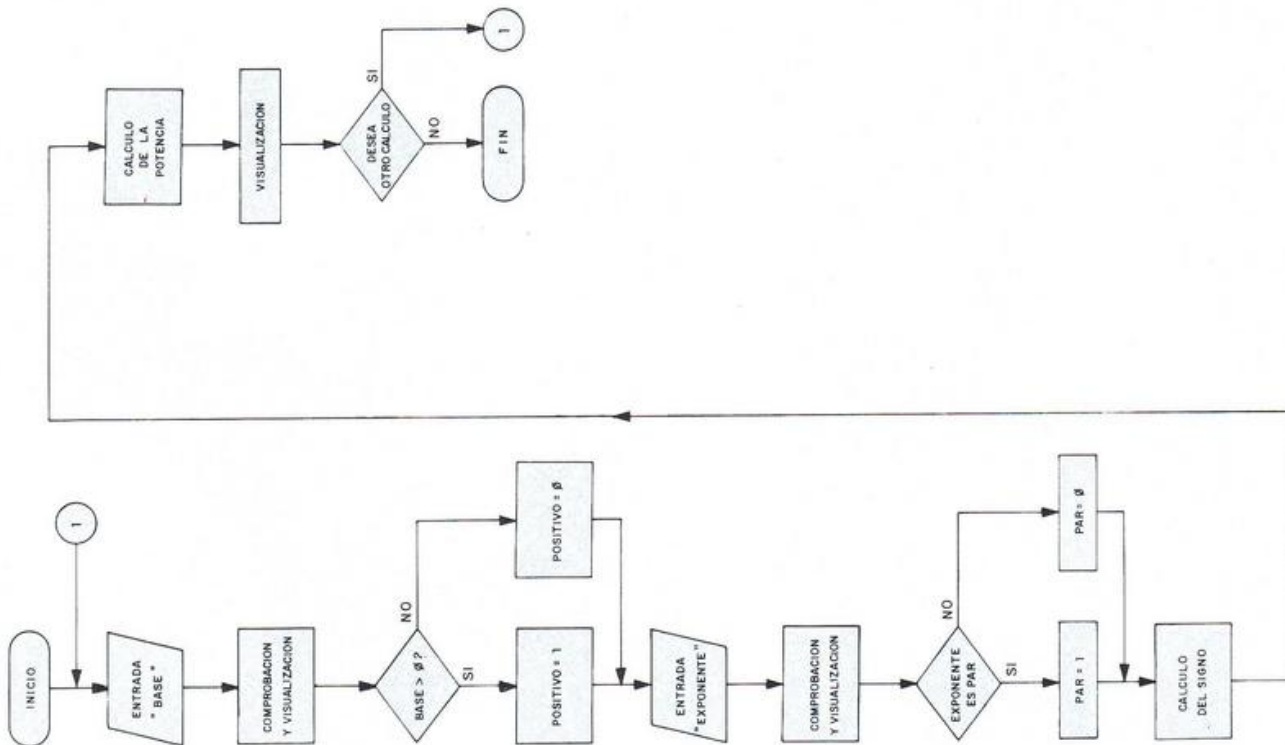 INICIO
1
ENTRADA
" BASE "
COMPROBACION
Y VISUALIZACION
BASE > Ø?
NO
SI
POSITIVO = 1
POSITIVO = Ø
ENTRADA
"EXPONENTE"
COMPROBACION
Y VISUALIZACION
EXPONENTE
ES PAR
NO
SI
PAR = 1
PAR= Ø
CALCULO
DEL SIGNO
CALCULO
DE LA
POTENCIA
VISUALIZACION
DESEA
OTRO CALCULO
SI
NO
1
FIN